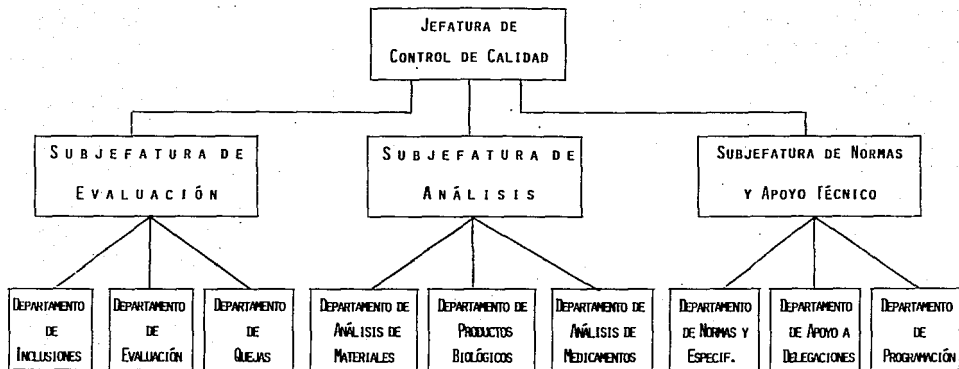 JEFATURA DE
CONTROL DE CALIDAD
SUBJEFATURA DE
EVALUACIÓN
SUBJEFATURA DE
ANÁLISIS
SUBJEFATURA DE NORMAS
Y APOYO TÉCNICO
DEPARTAMENTO
DE
INCLUSIONES
DEPARTAMENTO
DE
EVALUACIÓN
DEPARTAMENTO
DE
QUEJAS
DEPARTAMENTO DE
ANÁLISIS DE
MATERIALES
DEPARTAMENTO DE
PRODUCTOS
BIOLÓGICOS
DEPARTAMENTO DE
ANÁLISIS DE
MEDICAMENTOS
DEPARTAMENTO
DE NORMAS Y
ESPECIF.
DEPARTAMENTO
DE APOYO A
DELEGACIONES
DEPARTAMENTO
DE
PROGRAMACIÓN